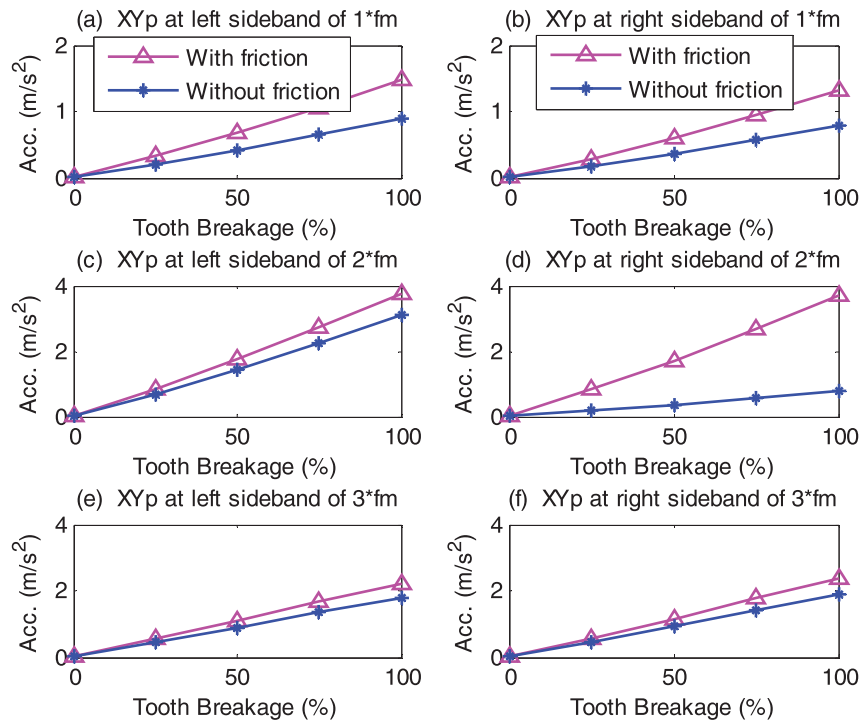 (a) XYp at left sideband of 1*fm
(b) XYp at right sideband of 1*fm
2
1
0
Acc. (m/s²)
With friction
Without friction
0 50 100
Tooth Breakage (%)
2
1
0
Acc. (m/s²)
With friction
Without friction
0 50 100
Tooth Breakage (%)
(c) XYp at left sideband of 2*fm
(d) XYp at right sideband of 2*fm
4
2
0
Acc. (m/s²)
0 50 100
Tooth Breakage (%)
4
2
0
Acc. (m/s²)
0 50 100
Tooth Breakage (%)
(e) XYp at left sideband of 3*fm
(f) XYp at right sideband of 3*fm
4
2
0
Acc. (m/s²)
0 50 100
Tooth Breakage (%)
4
2
0
Acc. (m/s²)
0 50 100
Tooth Breakage (%)